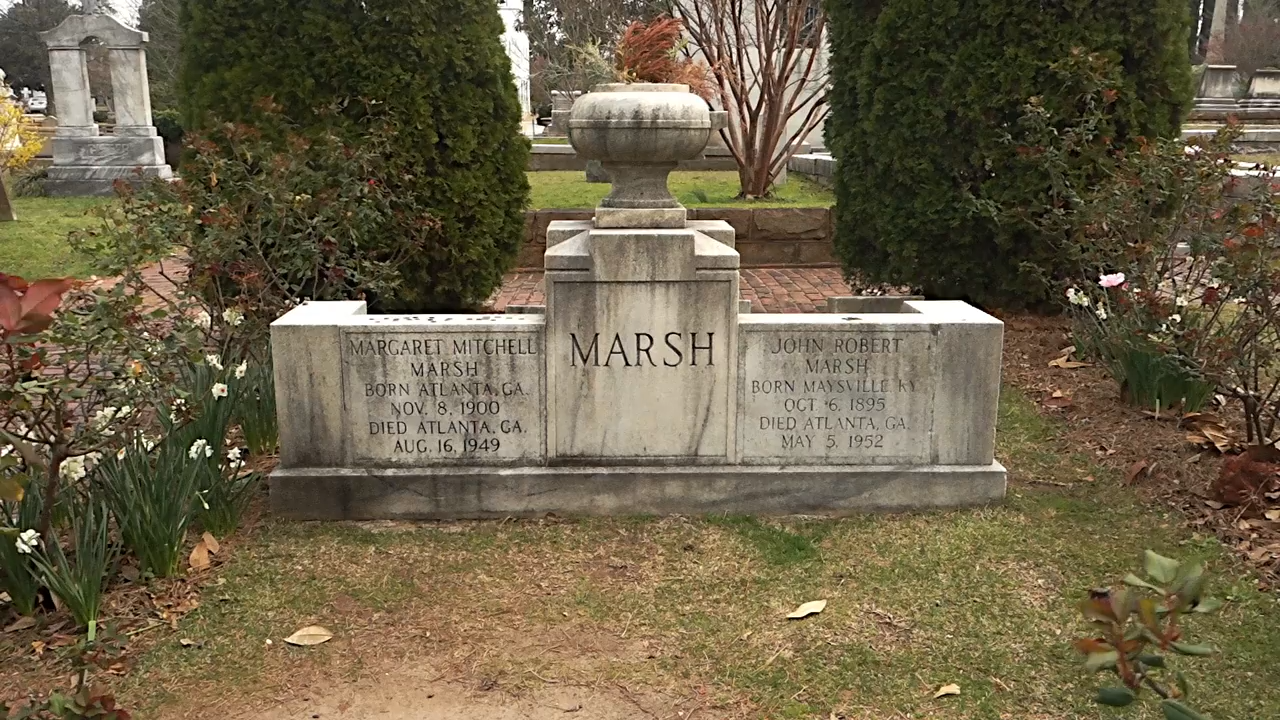 MARGARET MITCHELL
MARSH
BORN ATLANTA, GA.
NOV. 8, 1900
DIED ATLANTA, GA.
AUG. 16, 1949
MARSH
JOHN ROBERT
MARSH
BORN MAYSVILLE KY.
OCT. 6, 1895
DIED ATLANTA, GA.
MAY 5, 1952